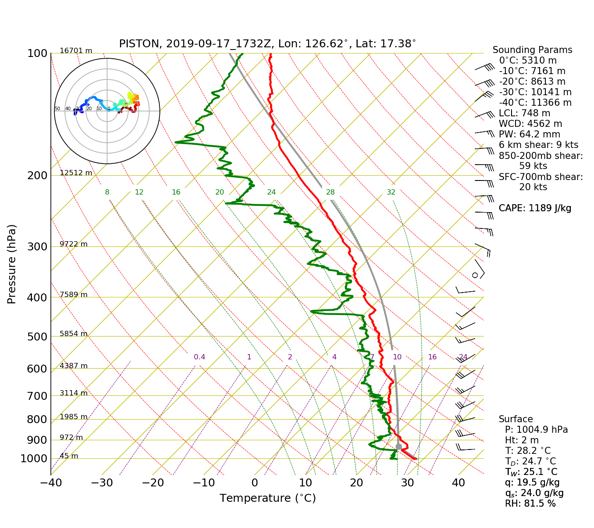 PISTON, 2019-09-17_1732Z, Lon: 126.62°, Lat: 17.38°
Sounding Params
0°C: 5310 m
-10°C: 7161 m
-20°C: 8613 m
-30°C: 10141 m
-40°C: 11366 m
LCL: 748 m
WCD: 4562 m
PW: 64.2 mm
6 km shear: 9 kts
850-200mb shear:
59 kts
SFC-700mb shear:
20 kts
CAPE: 1189 J/kg
Surface
P: 1004.9 hPa
Ht: 2 m
T: 28.2 °C
T_D: 24.7 °C
T_W: 25.1 °C
q: 19.5 g/kg
q_s: 24.0 g/kg
RH: 81.5 %
Pressure (hPa)
100
200
300
400
500
600
700
800
900
1000
16701 m
12512 m
9722 m
7589 m
5854 m
4387 m
3114 m
1985 m
972 m
45 m
8 12 16 20 24 28 32
0.4 1 2 4 7 10 16
−40 −30 −20 −10 0 10 20 30 40
Temperature (°C)